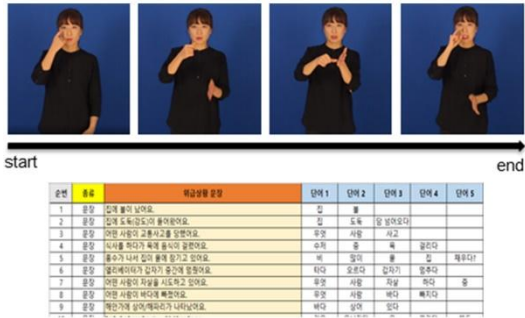 start
end
순번 종류 위급상황 문장 단어 1 단어 2 단어 3 단어 4 단어 5
1 문장 집에 불이 났어요. 집 불
2 문장 집에 도둑(강도)이 들어왔어요. 집 도둑 담 넘어오다
3 문장 어떤 사람이 교통사고를 당했어요. 무엇 사람 사고
4 문장 식사를 하다가 목에 음식이 걸렸어요. 수저 중 목 걸리다
5 문장 홍수가 나서 집이 물에 잠기고 있어요. 비 많이 물 집 채우다?
6 문장 엘리베이터가 갑자기 중간에 멈췄어요. 타다 오르다 갑자기 멈추다
7 문장 어떤 사람이 자살을 시도하고 있어요. 무엇 사람 자살 하다 중
8 문장 어떤 사람이 바다에 빠졌어요. 무엇 사람 바다 빠지다
9 문장 해안가에 상어/해파리가 나타났어요. 바다 상어 있다